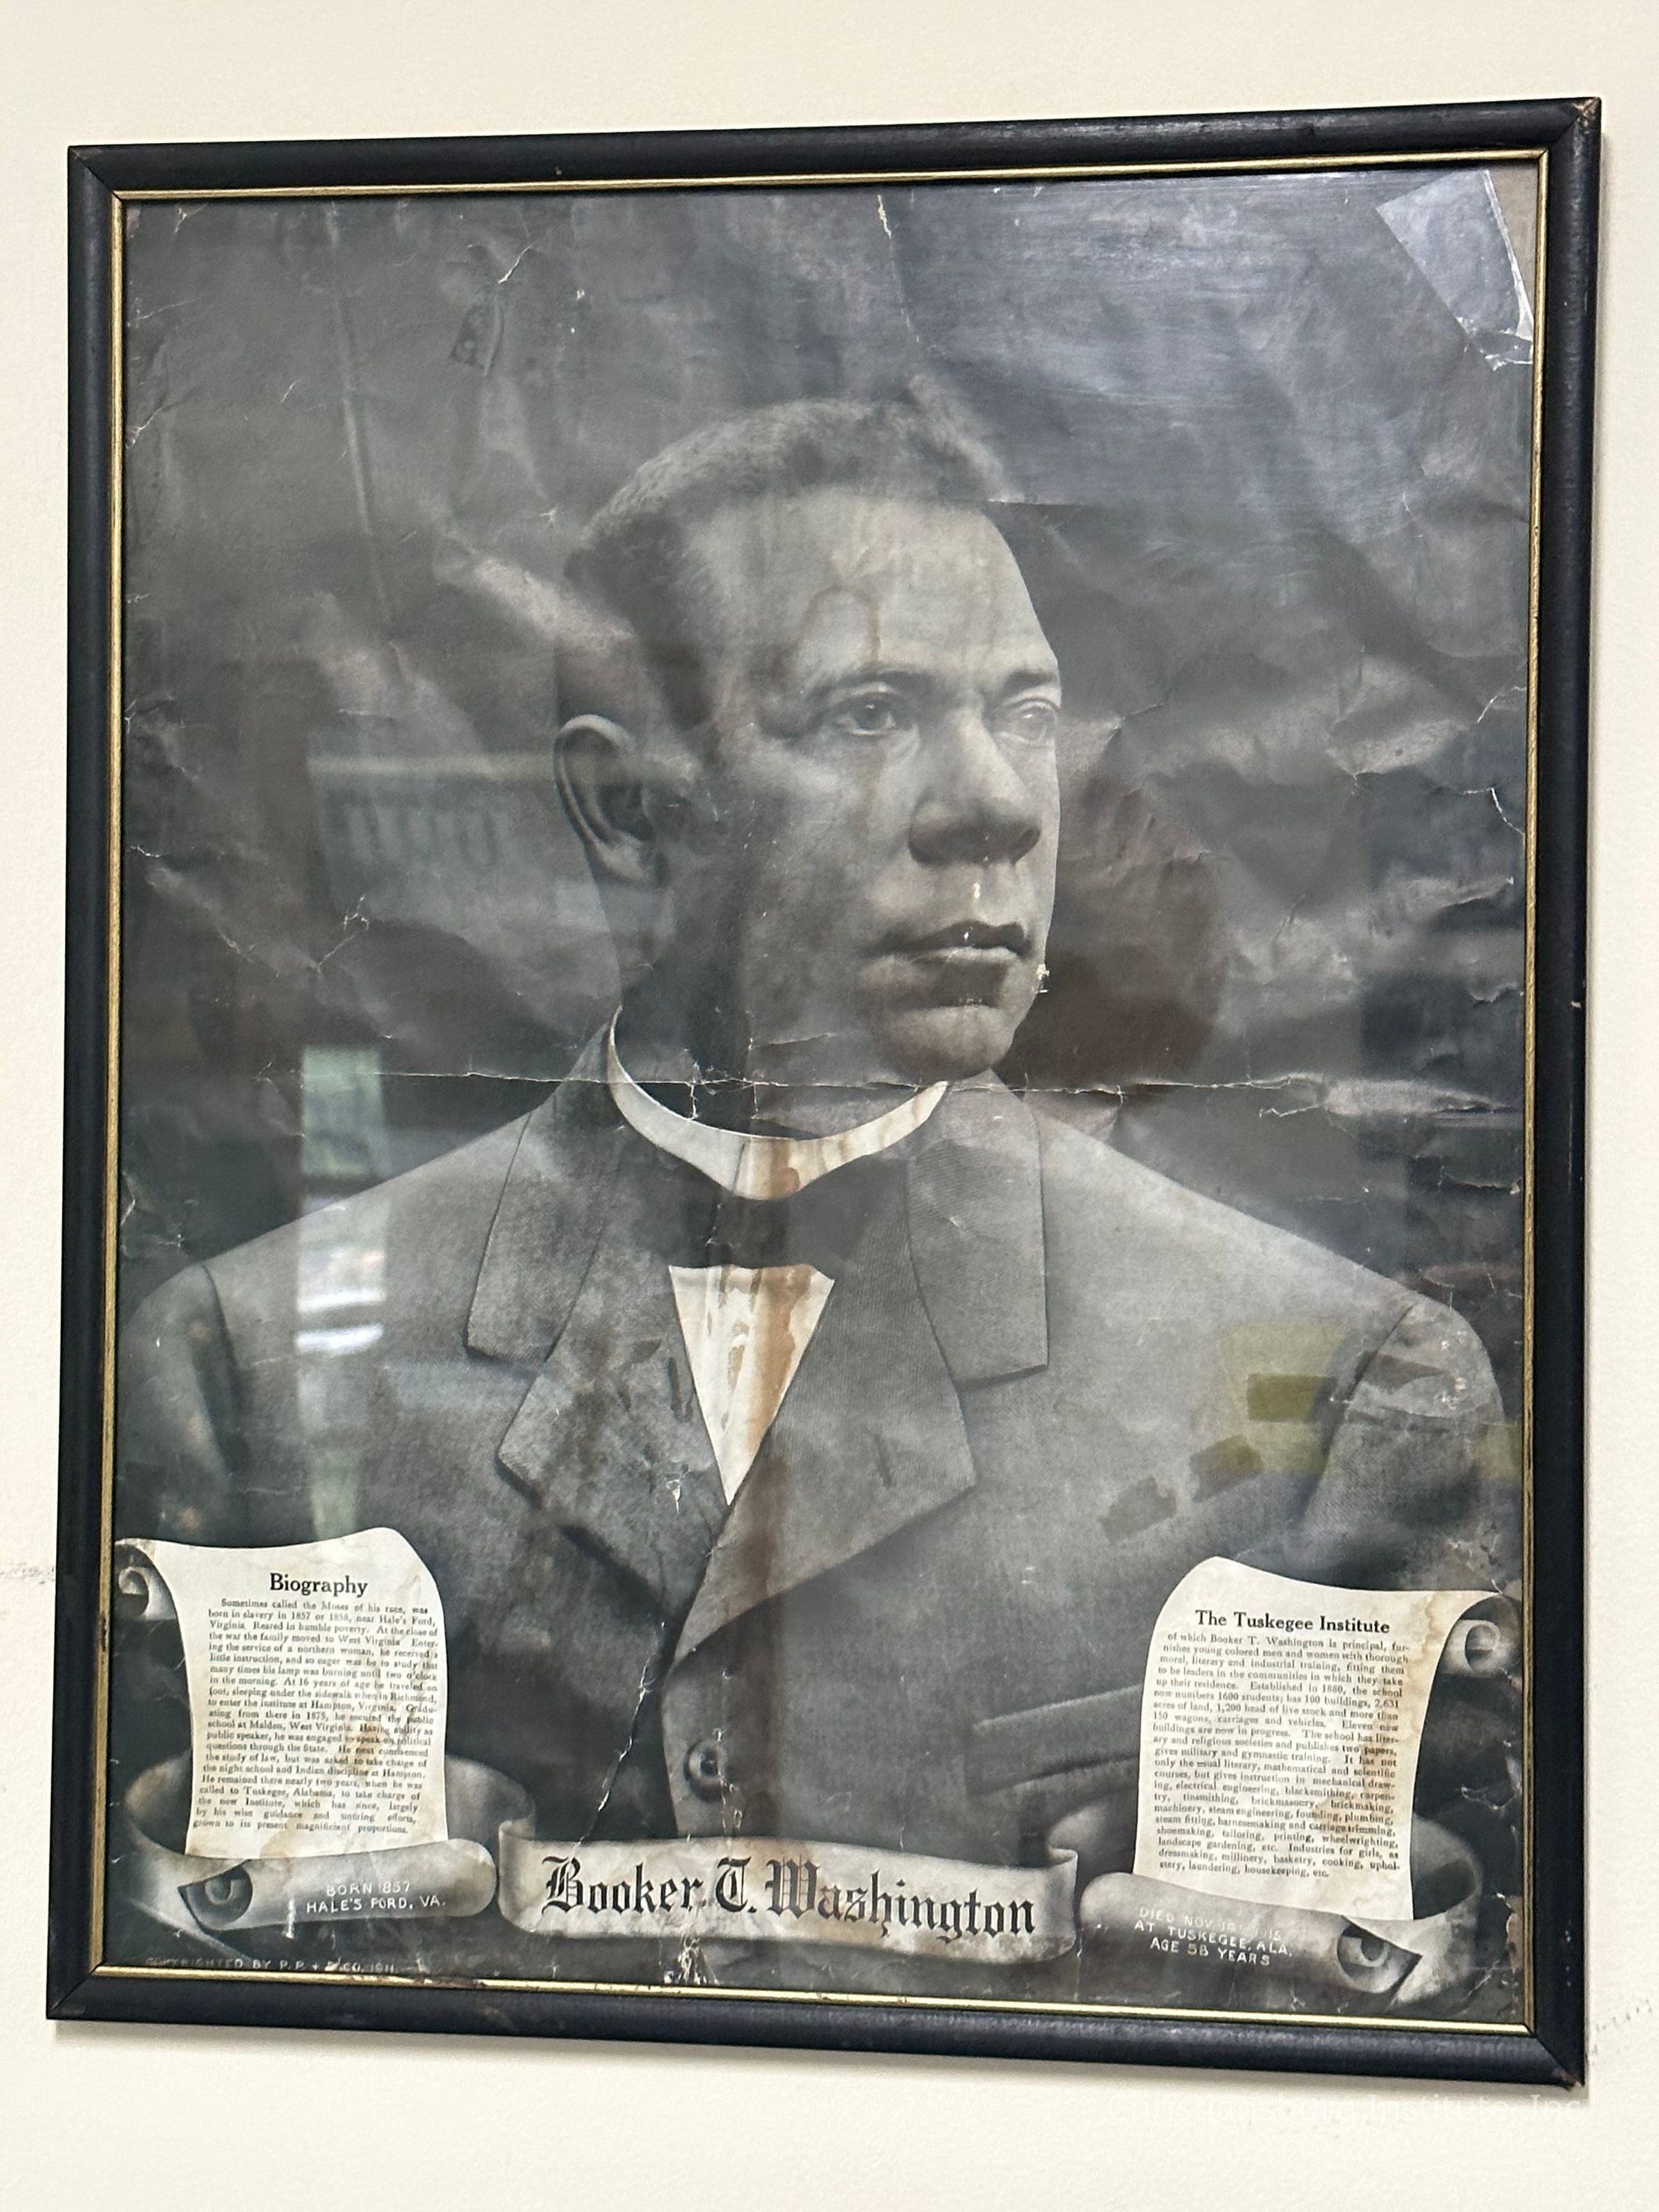 Biography
Sometimes called the Moses of his race, was
born in slavery in 1857 or 1858, near Hale's Ford,
Virginia. Reared in humble poverty. At the close of
the war the family moved to West Virginia. Enter-
ing the service of a northern woman, he received a
little instruction, and so eager was he to study that
many times his lamp was burning until two o'clock
in the morning. At 16 years of age he traveled on
foot, sleeping under the sidewalk when in Richmond,
to enter the institute at Hampton, Virginia. Gradu-
ating from there in 1875, he secured the public
school at Malden, West Virginia. Having ability as
public speaker, he was engaged to speak on political
questions through the State. He next commenced
the study of law, but was asked to take charge of
the night school and Indian discipline at Hampton.
He remained there nearly two years, when he was
called to Tuskegee, Alabama, to take charge of
the new Institute, which has since, largely
by his wise guidance and untiring efforts,
grown to its present magnificient proportions.
The Tuskegee Institute
of which Booker T. Washington is principal, fur-
nishes young colored men and women with thorough
moral, literary and industrial training, fitting them
to be leaders in the communities in which they take
up their residence. Established in 1880, the school
now numbers 1600 students; has 100 buildings, 2,631
acres of land, 1,200 head of live stock and more than
150 wagons, carriages and vehicles. Eleven new
buildings are now in progress. The school has liter-
ary and religious societies and publishes two papers,
gives military and gymnastic training. It has not
only the usual literary, mathematical and scientific
courses, but gives instruction in mechanical draw-
ing, electrical engineering, blacksmithing, carpen-
try, tinsmithing, brickmasonry, brickmaking,
machinery, steam engineering, founding, plumbing,
steam fitting, harnessmaking and carriage trimming,
shoemaking, tailoring, printing, wheelwrighting,
landscape gardening, etc. Industries for girls, as
dressmaking, millinery, basketry, cooking, uphol-
stery, laundering, housekeeping, etc.
BORN 1857
HALE'S FORD, VA.
Booker T. Washington
DIED NOV 14 1915
AT TUSKEGEE, ALA.
AGE 58 YEARS
COPYRIGHTED BY P.P. & CO. 1911.
Christiansburg Institute, Inc